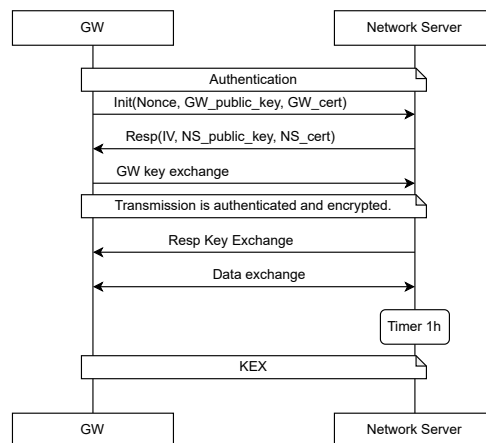 GW
Network Server
Authentication
Init(Nonce, GW_public_key, GW_cert)
Resp(IV, NS_public_key, NS_cert)
GW key exchange
Transmission is authenticated and encrypted.
Resp Key Exchange
Data exchange
Timer 1h
KEX
GW
Network Server